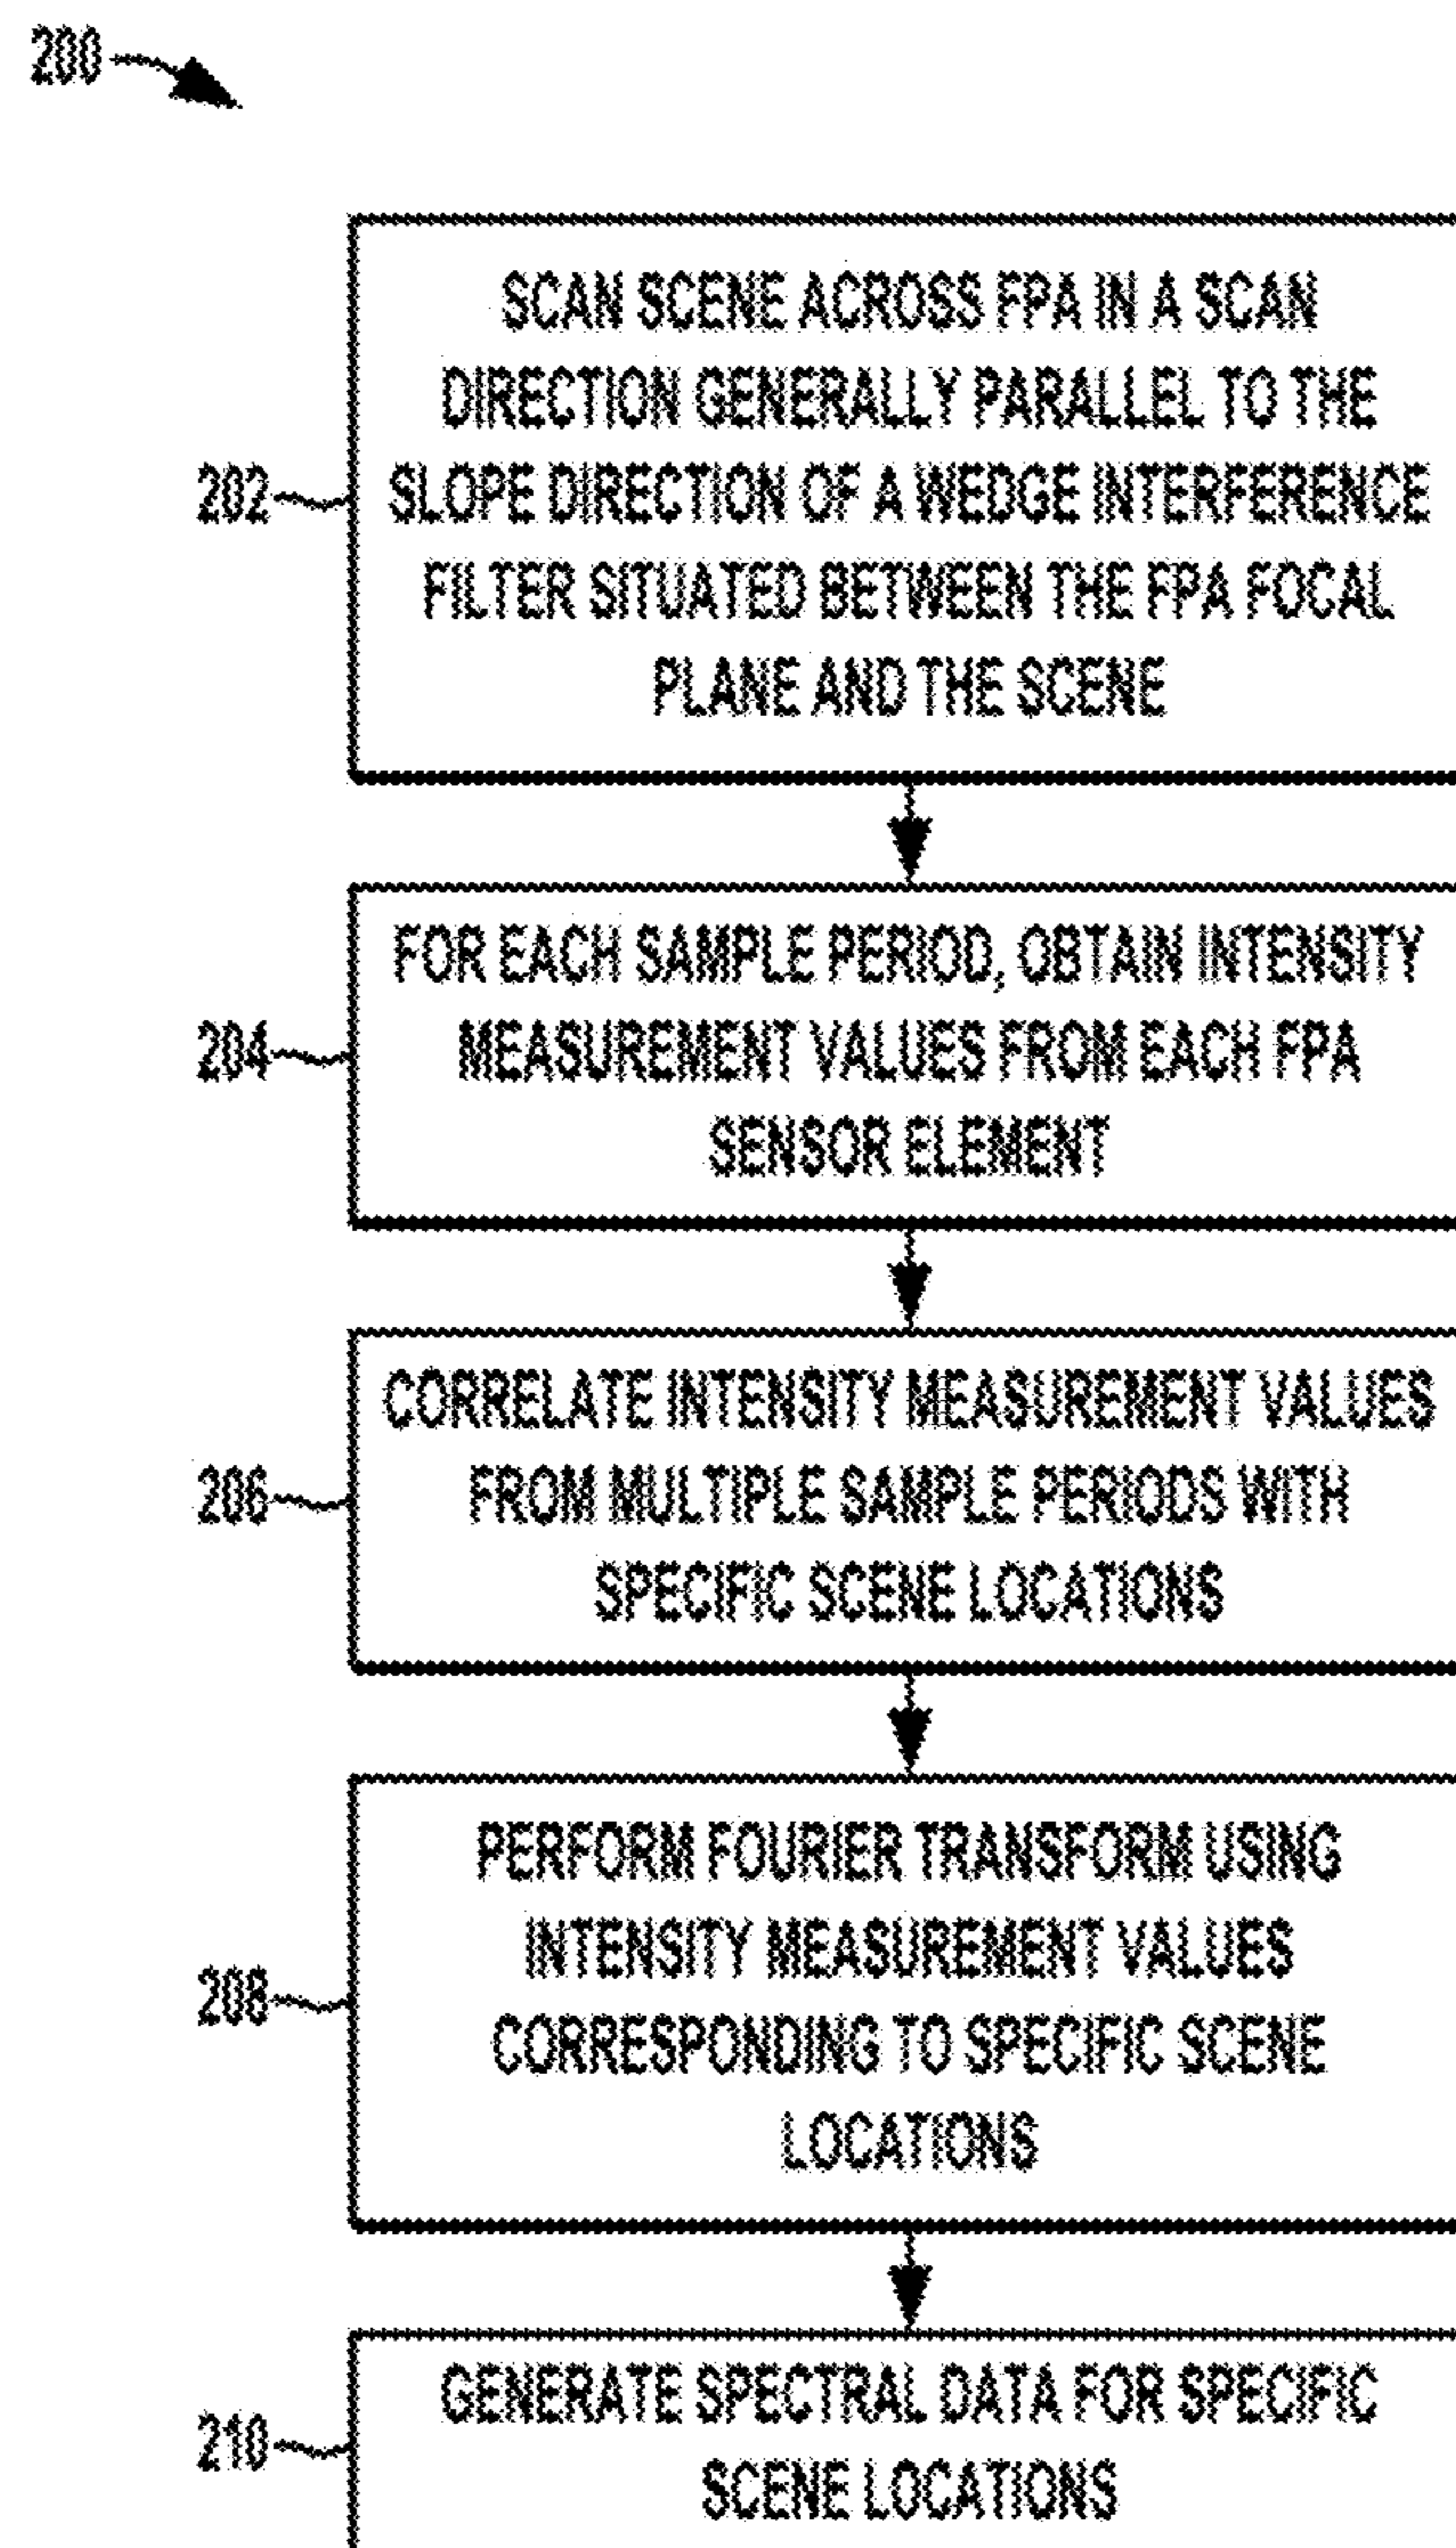 200
SCAN SCENE ACROSS FPA IN A SCAN
DIRECTION GENERALLY PARALLEL TO THE
202
SLOPE DIRECTION OF A WEDGE INTERFERENCE
FILTER SITUATED BETWEEN THE FPA FOCAL
PLANE AND THE SCENE
FOR EACH SAMPLE PERIOD, OBTAIN INTENSITY
204
MEASUREMENT VALUES FROM EACH FPA
SENSOR ELEMENT
CORRELATE INTENSITY MEASUREMENT VALUES
206
FROM MULTIPLE SAMPLE PERIODS WITH
SPECIFIC SCENE LOCATIONS
PERFORM FOURIER TRANSFORM USING
INTENSITY MEASUREMENT VALUES
208
CORRESPONDING TO SPECIFIC SCENE
LOCATIONS
GENERATE SPECTRAL DATA FOR SPECIFIC
210
SCENE LOCATIONS